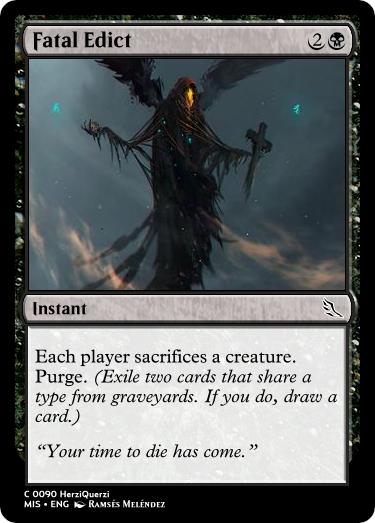 Fatal Edict 2
Instant
Each player sacrifices a creature.
Purge. (Exile two cards that share a
type from graveyards. If you do, draw a
card.)
“Your time to die has come.”
C 0090 HerziQuerzi
MIS • ENG Ramsés Meléndez